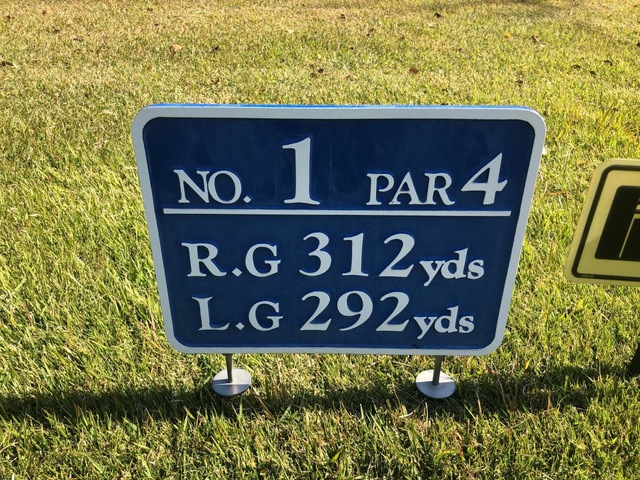 NO. 1 PAR 4
R.G 312 yds
L.G 292 yds